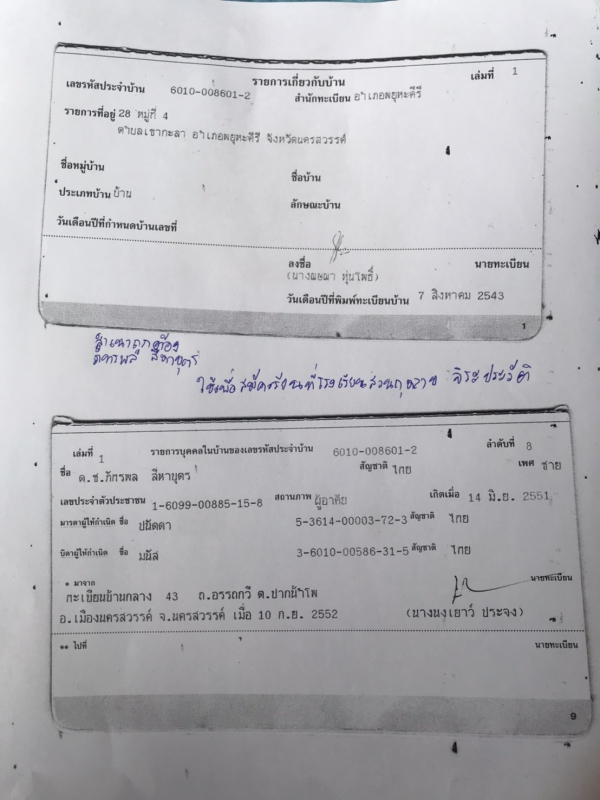 รายการเกี่ยวกับบ้าน เล่มที่ 1
เลขรหัสประจำบ้าน 6010-008601-2 สำนักทะเบียน อำเภอพยุหะคีรี
รายการที่อยู่ 28 หมู่ที่ 4
ตำบลเขากะลา อำเภอพยุหะคีรี จังหวัดนครสวรรค์
ชื่อหมู่บ้าน ชื่อบ้าน
ประเภทบ้าน บ้าน ลักษณะบ้าน
วันเดือนปีที่กำหนดบ้านเลขที่
ลงชื่อ นายทะเบียน
(นาง ทุ่นโพธิ์)
วันเดือนปีที่พิมพ์ทะเบียนบ้าน 7 สิงหาคม 2543
1
สำเนาถูกต้อง
ภัทรพล สีหาบุตร
ใช้เพื่อสมัครเรียนที่โรงเรียนสวนกุหลาบ จิระประวัติ
เล่มที่ 1 รายการบุคคลในบ้านของเลขรหัสประจำบ้าน 6010-008601-2 ลำดับที่ 8
ชื่อ ด.ช.ภัทรพล สีหาบุตร สัญชาติ ไทย เพศ ชาย
เลขประจำตัวประชาชน 1-6099-00885-15-8 สถานภาพ ผู้อาศัย เกิดเมื่อ 14 มิ.ย. 2551
มารดาผู้ให้กำเนิด ชื่อ ปนัดดา 5-3614-00003-72-3 สัญชาติ ไทย
บิดาผู้ให้กำเนิด ชื่อ มนัส 3-6010-00586-31-5 สัญชาติ ไทย
* มาจาก นายทะเบียน
ทะเบียนบ้านกลาง 43 ถ.อรรถกวี ต.ปากน้ำโพ
อ.เมืองนครสวรรค์ จ.นครสวรรค์ เมื่อ 10 ก.ย. 2552 (นางนงเยาว์ ประจง)
** ไปที่ นายทะเบียน
9